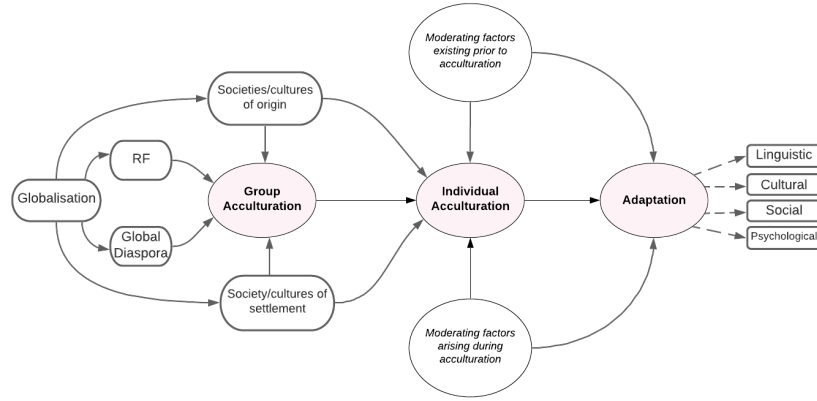 Moderating factors
existing prior to
acculturation
Societies/cultures
of origin
RF
Globalisation
Global
Diaspora
Group
Acculturation
Individual
Acculturation
Adaptation
Linguistic
Cultural
Social
Psychological
Society/cultures of
settlement
Moderating factors
arising during
acculturation